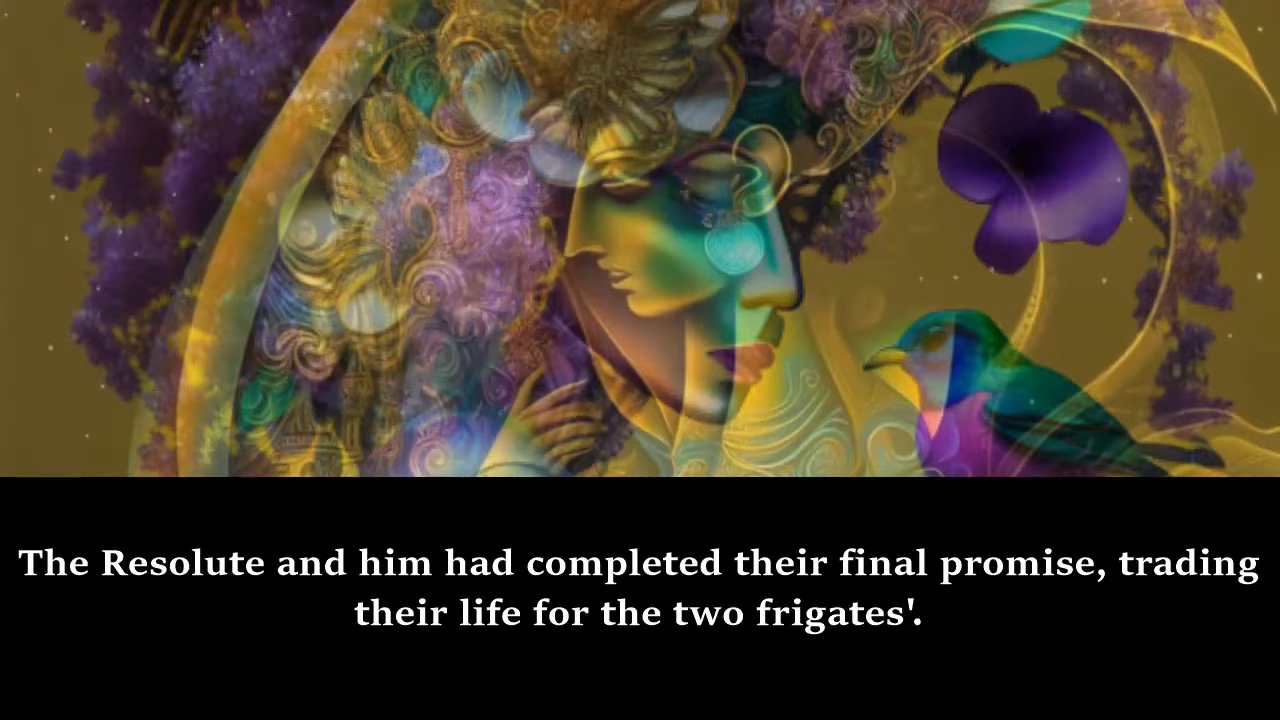 The Resolute and him had completed their final promise, trading
their life for the two frigates'.